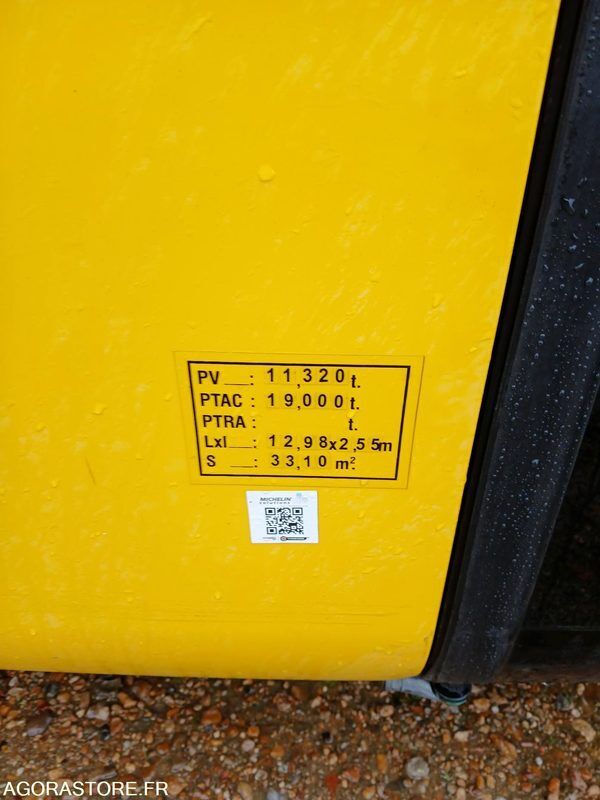 PV : 11,320 t.
PTAC : 19,000 t.
PTRA : t.
Lxl : 12,98x2,55m
S : 33,10 m².
MICHELIN
AGORASTORE.FR